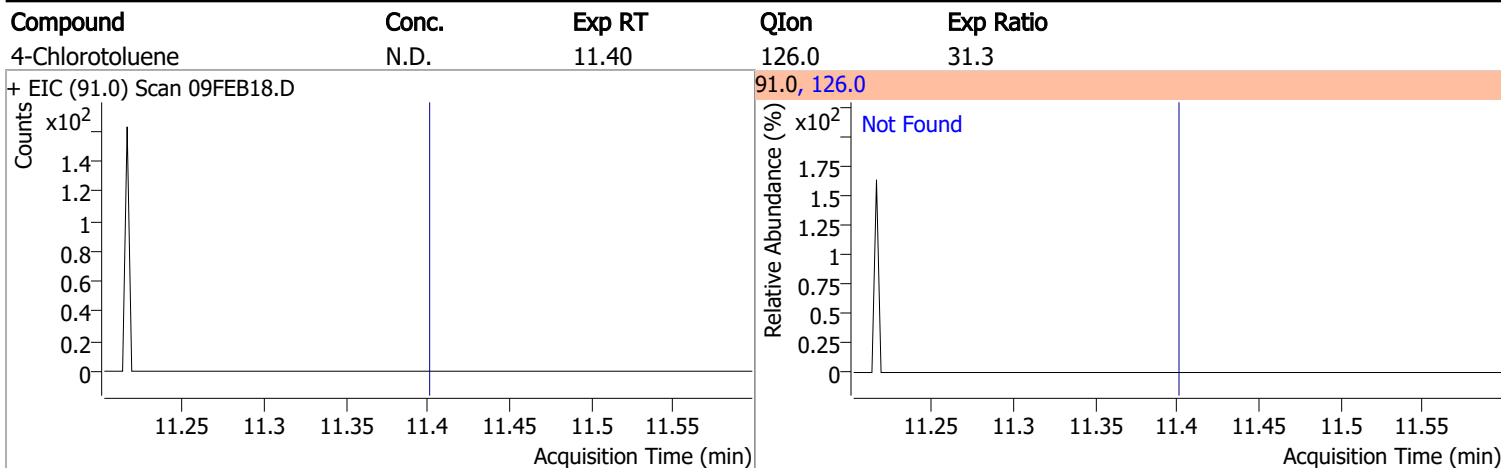 Compound Conc. Exp RT QIon Exp Ratio
4-Chlorotoluene N.D. 11.40 126.0 31.3
+ EIC (91.0) Scan 09FEB18.D
Counts
x10²
1.4
1.2
1
0.8
0.6
0.4
0.2
0
11.25 11.3 11.35 11.4 11.45 11.5 11.55
Acquisition Time (min)
91.0, 126.0
Relative Abundance (%)
x10²
Not Found
1.75
1.5
1.25
1
0.75
0.5
0.25
0
11.25 11.3 11.35 11.4 11.45 11.5 11.55
Acquisition Time (min)